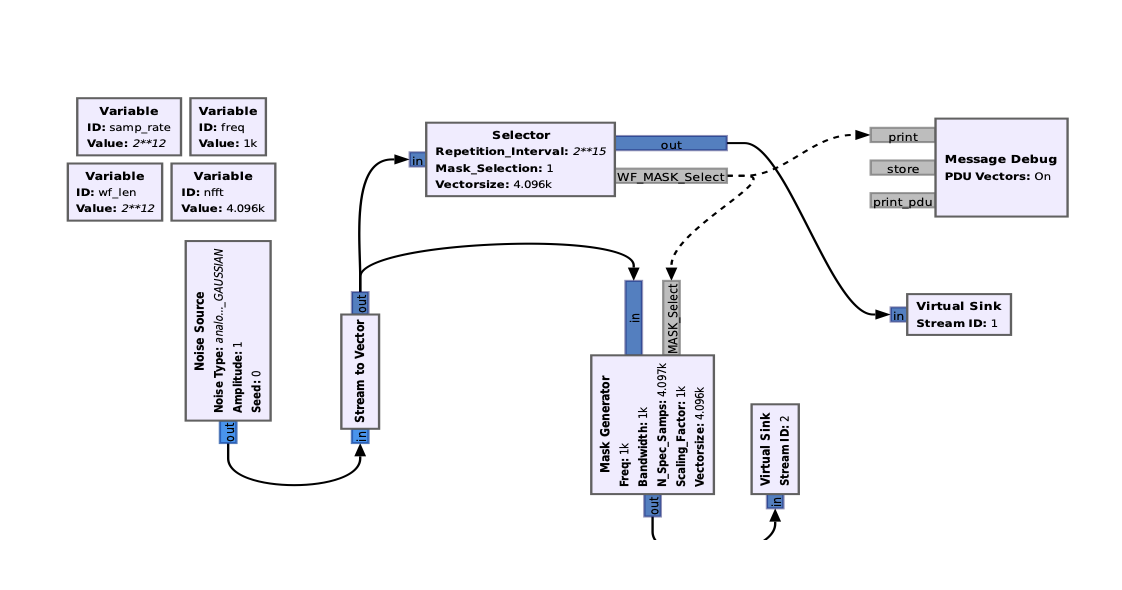 Variable
ID: samp_rate
Value: 2**12
Variable
ID: freq
Value: 1k
Variable
ID: wf_len
Value: 2**12
Variable
ID: nfft
Value: 4.096k
Selector
Repetition_Interval: 2**15
Mask_Selection: 1
Vectorsize: 4.096k
in
out
WF_MASK_Select
print
store
print_pdu
Message Debug
PDU Vectors: On
Noise Source
Noise Type: analo..._GAUSSIAN
Amplitude: 1
Seed: 0
out
out
Stream to Vector
in
in
MASK_Select
Mask Generator
Freq: 1k
Bandwidth: 1k
N_Spec_Samps: 4.097k
Scaling_Factor: 1k
Vectorsize: 4.096k
out
in
Virtual Sink
Stream ID: 1
Virtual Sink
Stream ID: 2
in